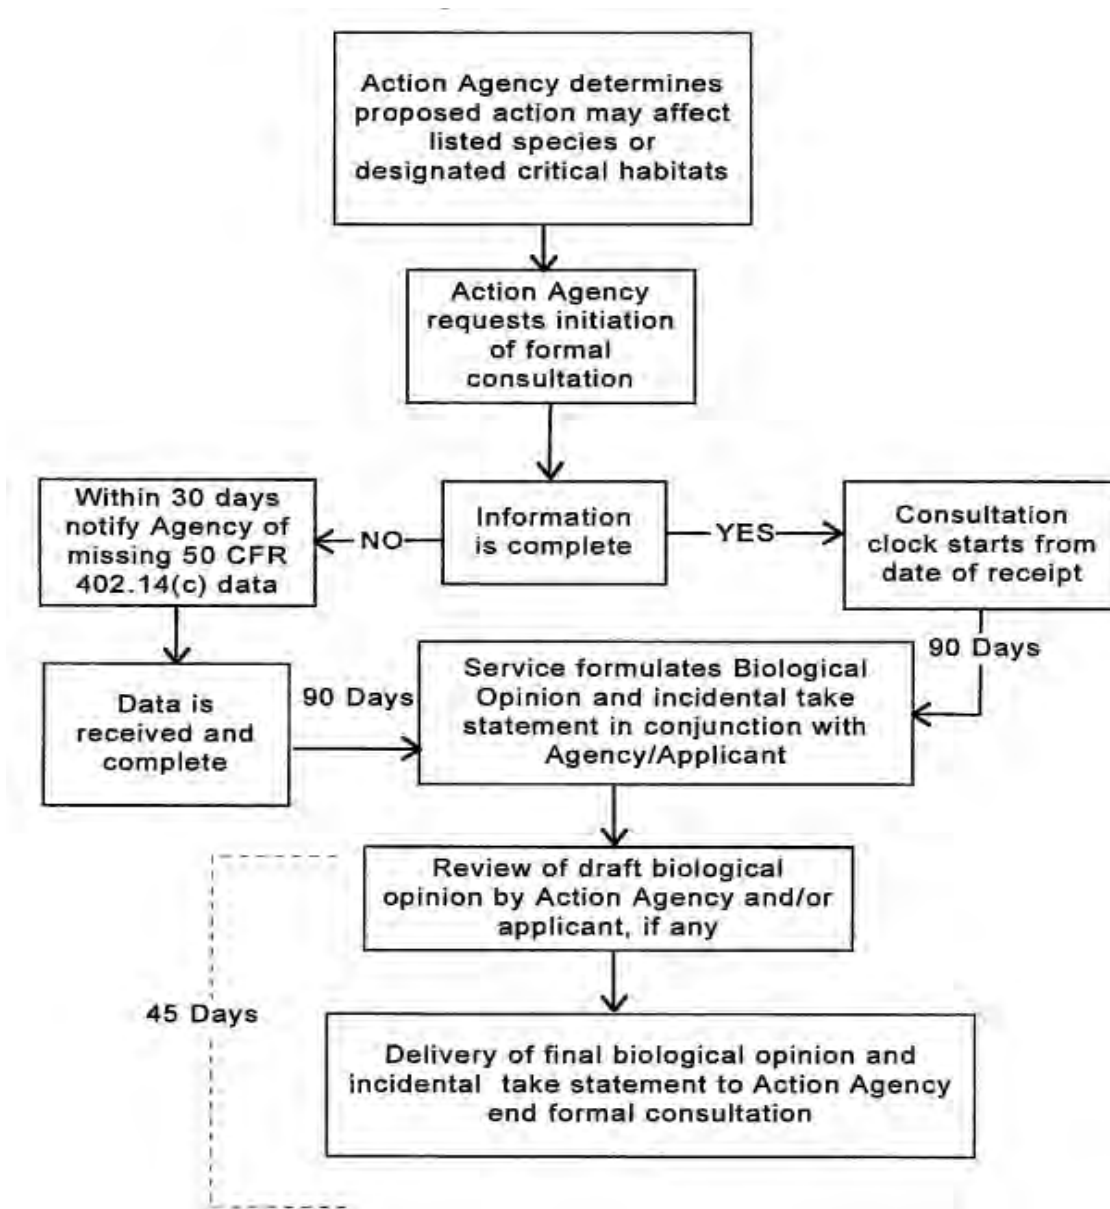 Action Agency determines
proposed action may affect
listed species or
designated critical habitats
Action Agency
requests initiation
of formal
consultation
Within 30 days
notify Agency of
missing 50 CFR
402.14(c) data
NO
Information
is complete
YES
Consultation
clock starts from
date of receipt
90 Days
Data is
received and
complete
90 Days
Service formulates Biological
Opinion and incidental take
statement in conjunction with
Agency/Applicant
Review of draft biological
opinion by Action Agency and/or
applicant, if any
45 Days
Delivery of final biological opinion and
incidental take statement to Action Agency
end formal consultation